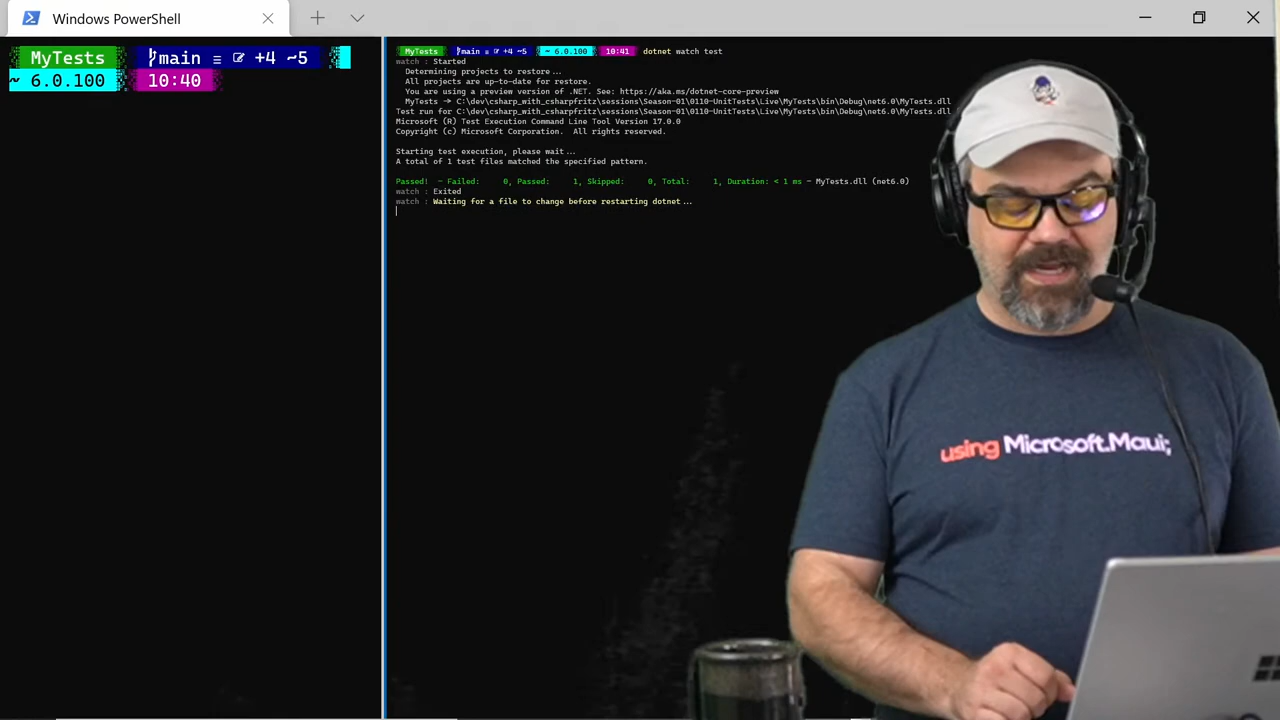 Windows PowerShell
MyTests main ≡ +4 ~5
~ 6.0.100 10:40
MyTests main ≡ +4 ~5 ~ 6.0.100 10:41 dotnet watch test
watch : Started
Determining projects to restore...
All projects are up-to-date for restore.
You are using a preview version of .NET. See: https://aka.ms/dotnet-core-preview
MyTests -> C:\dev\csharp_with_csharpfritz\sessions\Season-01\0110-UnitTests\Live\MyTests\bin\Debug\net6.0\MyTests.dll
Test run for C:\dev\csharp_with_csharpfritz\sessions\Season-01\0110-UnitTests\Live\MyTests\bin\Debug\net6.0\MyTests.dll
Microsoft (R) Test Execution Command Line Tool Version 17.0.0
Copyright (c) Microsoft Corporation. All rights reserved.
Starting test execution, please wait...
A total of 1 test files matched the specified pattern.
Passed! - Failed: 0, Passed: 1, Skipped: 0, Total: 1, Duration: < 1 ms - MyTests.dll (net6.0)
watch : Exited
watch : Waiting for a file to change before restarting dotnet...
using Microsoft.Maui;